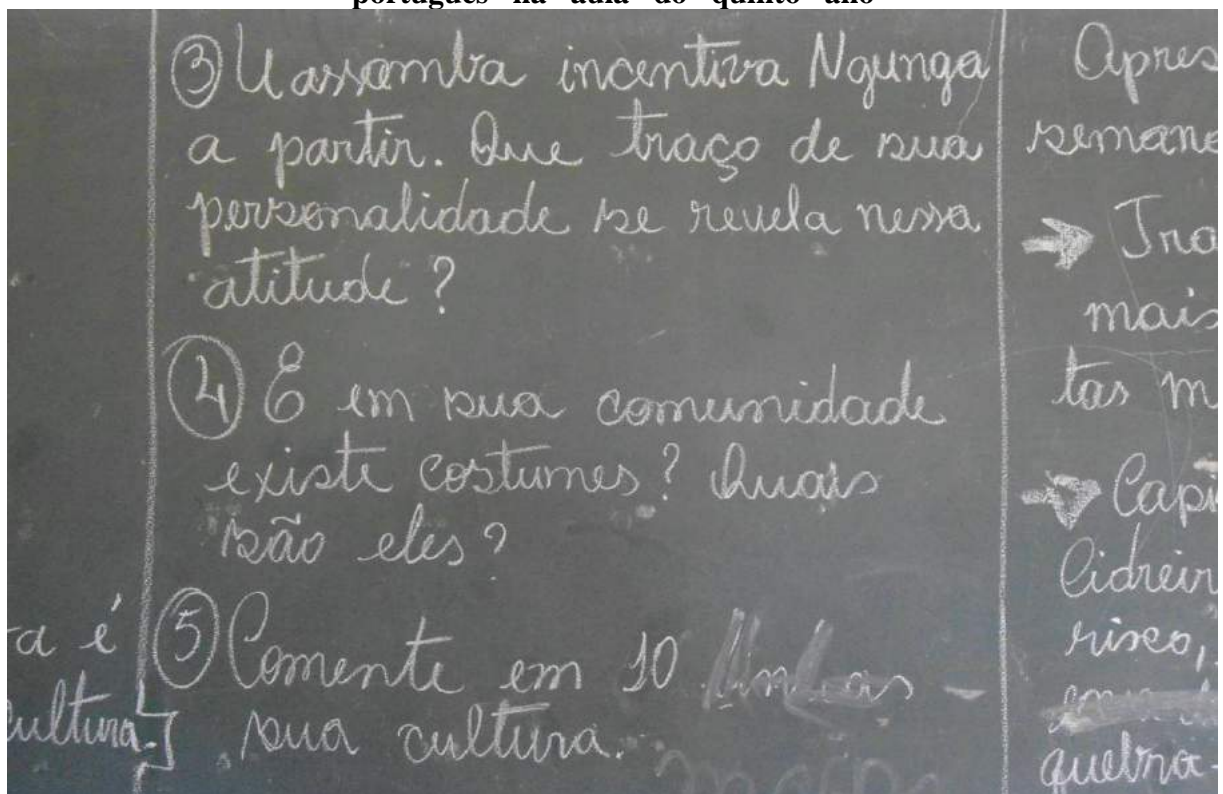 português na aula do quinto ano
③ Uassamba incentiva Ngunga
a partir. Que traço de sua
personalidade se revela nessa
atitude?
④ E em sua comunidade
existe costumes? Quais
são eles?
⑤ Comente em 10 linhas
sua cultura.
a é
cultura.]
Apres
semana
→ Tra
mais
tas m
→ Capi
Cidreir
risco,
quebra-